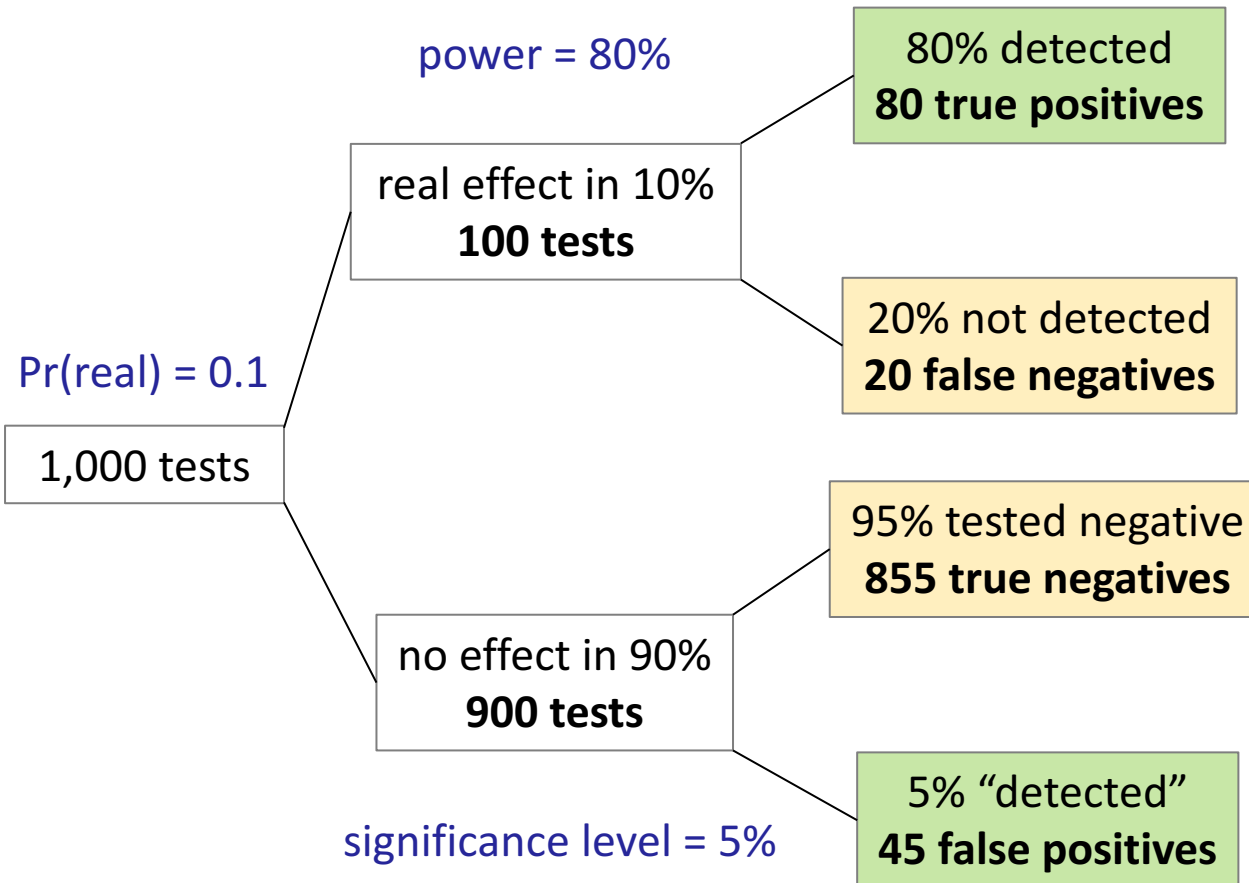 power = 80%
80% detected
80 true positives
real effect in 10%
100 tests
20% not detected
20 false negatives
Pr(real) = 0.1
1,000 tests
95% tested negative
855 true negatives
no effect in 90%
900 tests
5% “detected”
45 false positives
significance level = 5%